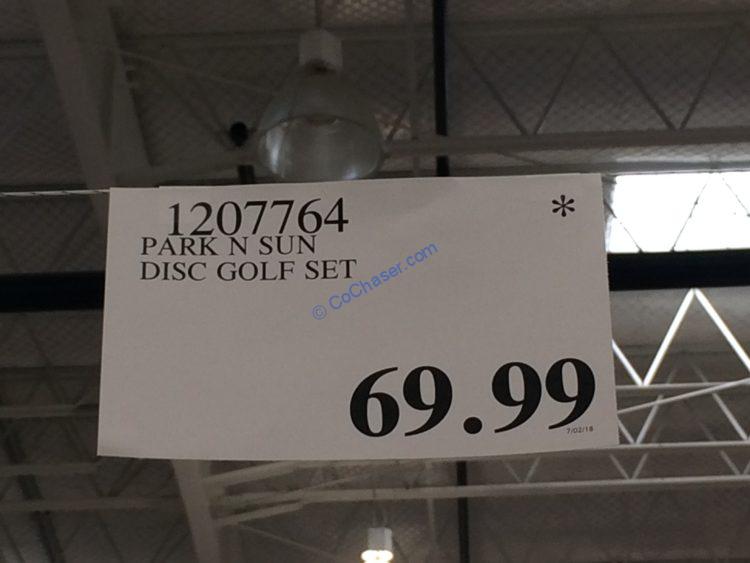 1207764 *
PARK N SUN
DISC GOLF SET
© CoChaser.com
69.99
7/02/18